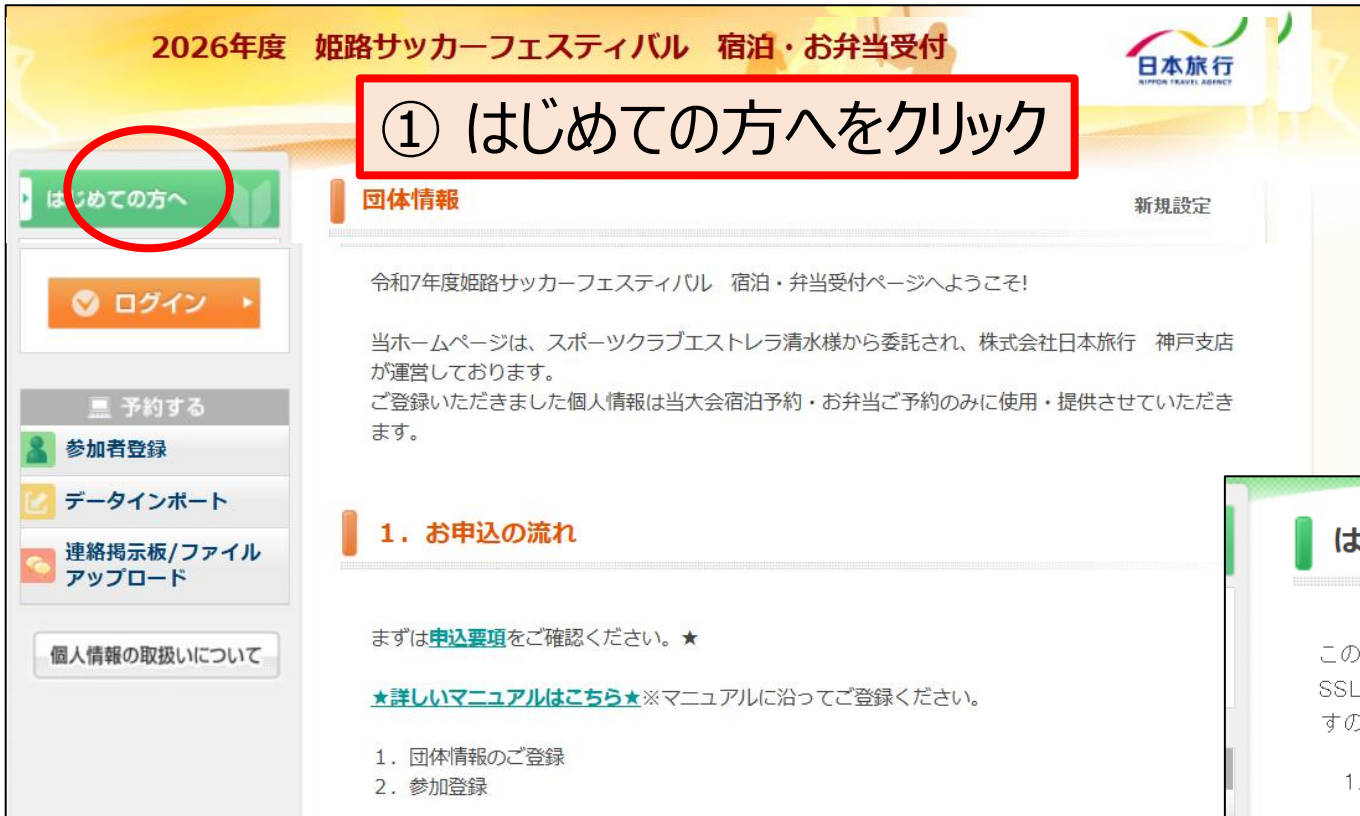 2026年度　姫路サッカーフェスティバル　宿泊・お弁当受付
日本旅行
NIPPON TRAVEL AGENCY
① はじめての方へをクリック
はじめての方へ
ログイン
予約する
参加者登録
データインポート
連絡掲示板/ファイル
アップロード
個人情報の取扱いについて
団体情報
新規設定
令和7年度姫路サッカーフェスティバル　宿泊・弁当受付ページへようこそ!
当ホームページは、スポーツクラブエストレラ清水様から委託され、株式会社日本旅行　神戸支店
が運営しております。
ご登録いただきました個人情報は当大会宿泊予約・お弁当ご予約のみに使用・提供させていただき
ます。
1．お申込の流れ
まずは申込要項をご確認ください。★
★詳しいマニュアルはこちら★※マニュアルに沿ってご登録ください。
1．団体情報のご登録
2．参加登録
は
この
SSL
すの
1.